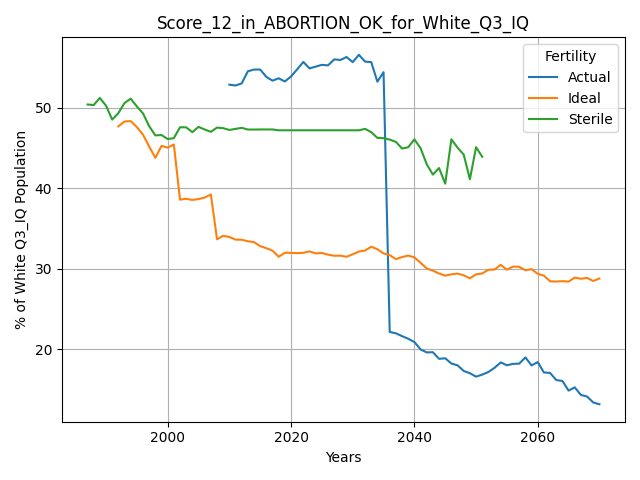 Score_12_in_ABORTION_OK_for_White_Q3_IQ
% of White Q3_IQ Population
50
40
30
20
Fertility
Actual
Ideal
Sterile
2000
2020
2040
2060
Years